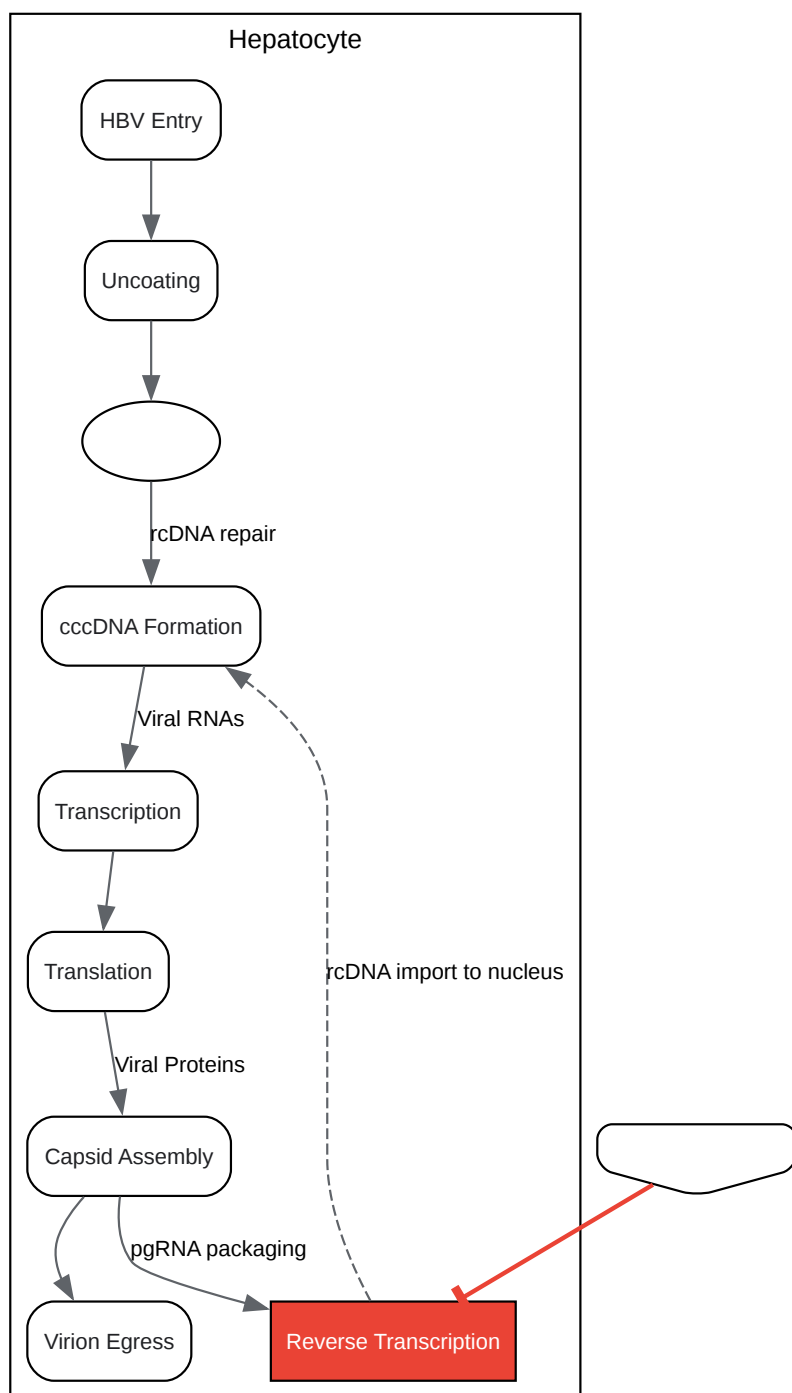 Hepatocyte
HBV Entry
Uncoating
rcDNA repair
cccDNA Formation
Viral RNAs
Transcription
Translation
rcDNA import to nucleus
Viral Proteins
Capsid Assembly
pgRNA packaging
Virion Egress
Reverse Transcription